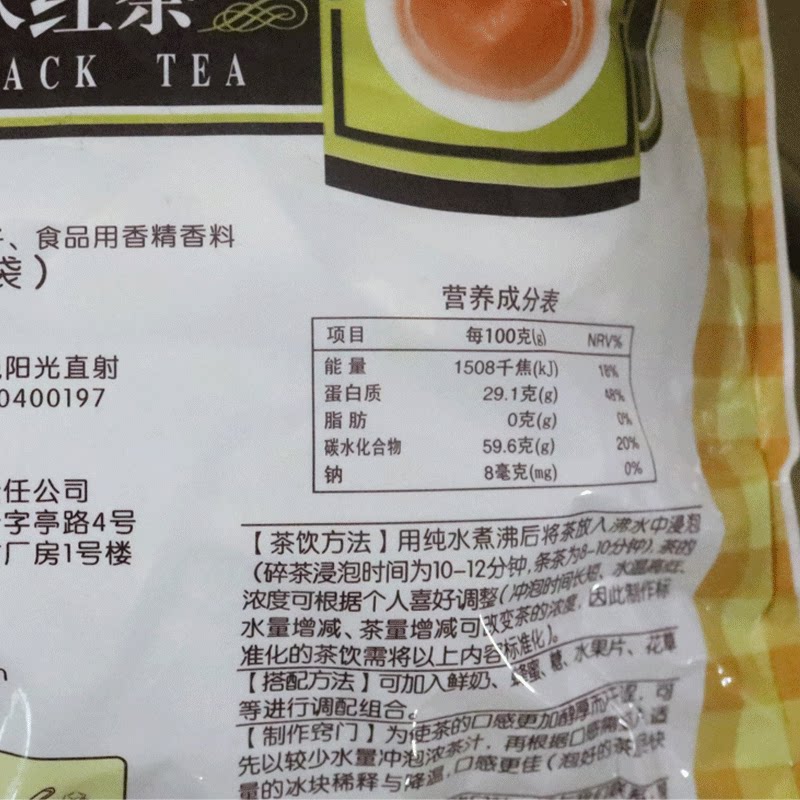 红茶
ACK TEA
、食品用香精香料
袋）
阳光直射
0400197
任公司
字亭路4号
厂房1号楼
营养成分表
项目 每100克(g) NRV%
能量 1508千焦(kJ) 18%
蛋白质 29.1克(g) 48%
脂肪 0克(g) 0%
碳水化合物 59.6克(g) 20%
钠 8毫克(mg) 0%
【茶饮方法】用纯水煮沸后将茶放入沸水中浸泡
（碎茶浸泡时间为10-12分钟,条茶为8-10分钟)，茶的
浓度可根据个人喜好调整(冲泡时间长短、水温高低、
水量增减、茶量增减可改变茶的浓度，因此制作标
准化的茶饮需将以上内容标准化)。
【搭配方法】可加入鲜奶、蜂蜜、糖、水果片、花草
等进行调配组合。
【制作窍门】为使茶的口感更加醇厚而，可
先以较少水量冲泡浓茶汁，再根据口感需适
量的冰块稀释与降温,口感更佳（泡好的茶快